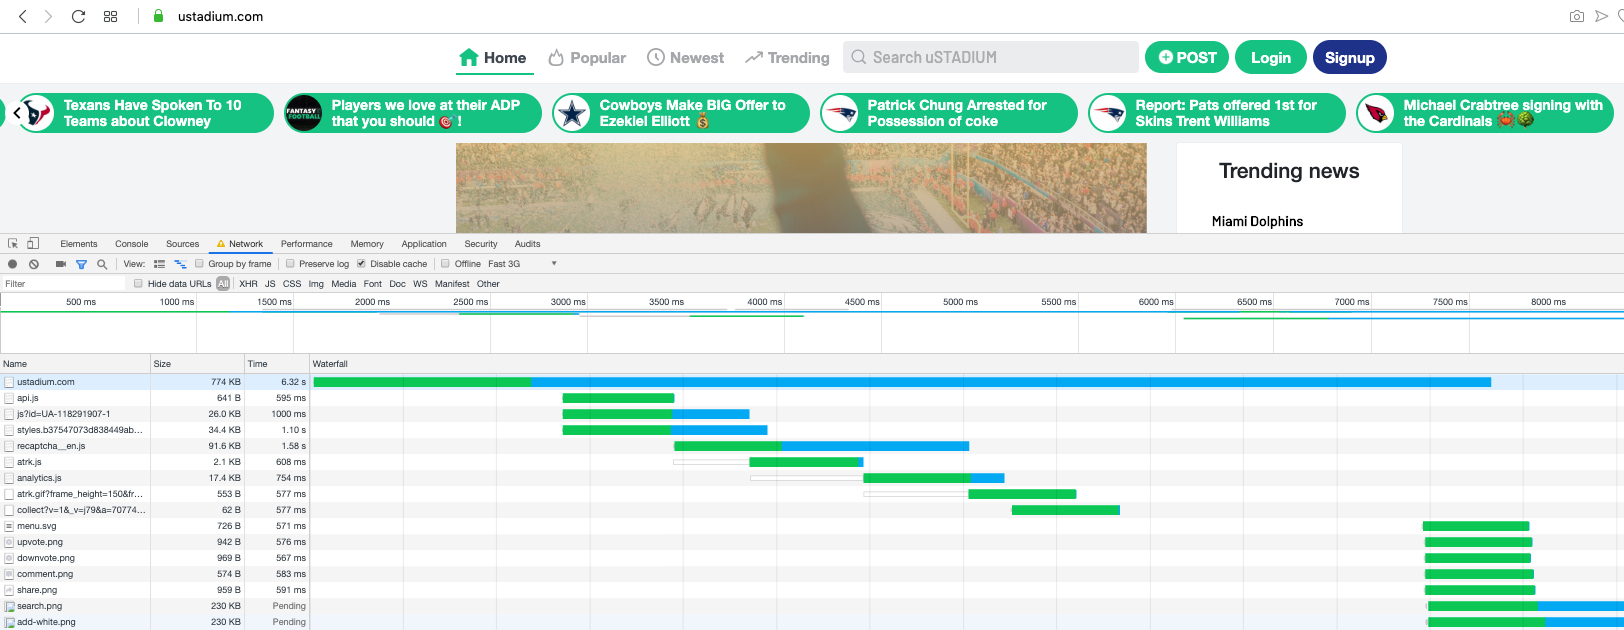 ustadium.com
Home Popular Newest Trending Search uSTADIUM POST Login Signup
Texans Have Spoken To 10
Teams about Clowney
FANTASY
FOOTBALL
Players we love at their ADP
that you should 🎯!
Cowboys Make BIG Offer to
Ezekiel Elliott 💰
Patrick Chung Arrested for
Possession of coke
Report: Pats offered 1st for
Skins Trent Williams
Michael Crabtree signing with
the Cardinals 🦀🌳
Trending news
Miami Dolphins
Elements Console Sources Network Performance Memory Application Security Audits
View: Group by frame Preserve log Disable cache Offline Fast 3G
Filter Hide data URLs All XHR JS CSS Img Media Font Doc WS Manifest Other
500 ms 1000 ms 1500 ms 2000 ms 2500 ms 3000 ms 3500 ms 4000 ms 4500 ms 5000 ms 5500 ms 6000 ms 6500 ms 7000 ms 7500 ms 8000 ms
Name Size Time Waterfall
ustadium.com 774 KB 6.32 s
api.js 641 B 595 ms
js?id=UA-118291907-1 26.0 KB 1000 ms
styles.b37547073d838449ab... 34.4 KB 1.10 s
recaptcha__en.js 91.6 KB 1.58 s
atrk.js 2.1 KB 608 ms
analytics.js 17.4 KB 754 ms
atrk.gif?frame_height=150&fr... 553 B 577 ms
collect?v=1&_v=j79&a=70774... 62 B 577 ms
menu.svg 726 B 571 ms
upvote.png 942 B 576 ms
downvote.png 969 B 567 ms
comment.png 574 B 583 ms
share.png 959 B 591 ms
search.png 230 KB Pending
add-white.png 230 KB Pending